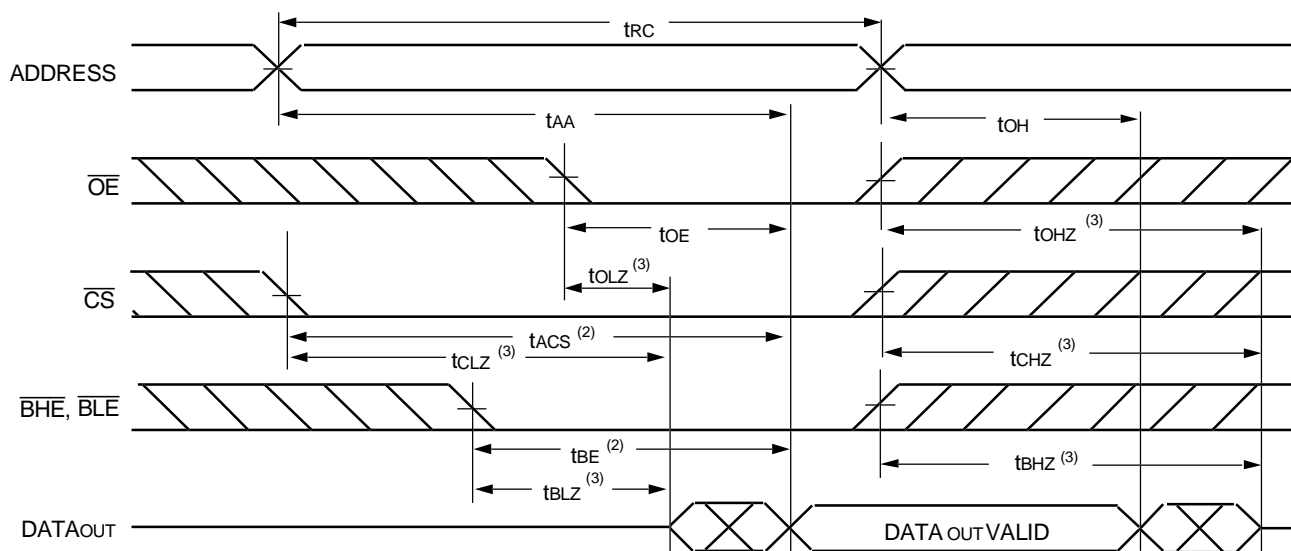 tRC
ADDRESS
tAA
tOH
OE
tOE
tOHZ (3)
tOLZ (3)
CS
tACS (2)
tCLZ (3)
tCHZ (3)
BHE, BLE
tBE (2)
tBHZ (3)
tBLZ (3)
DATAOUT
DATA OUT VALID